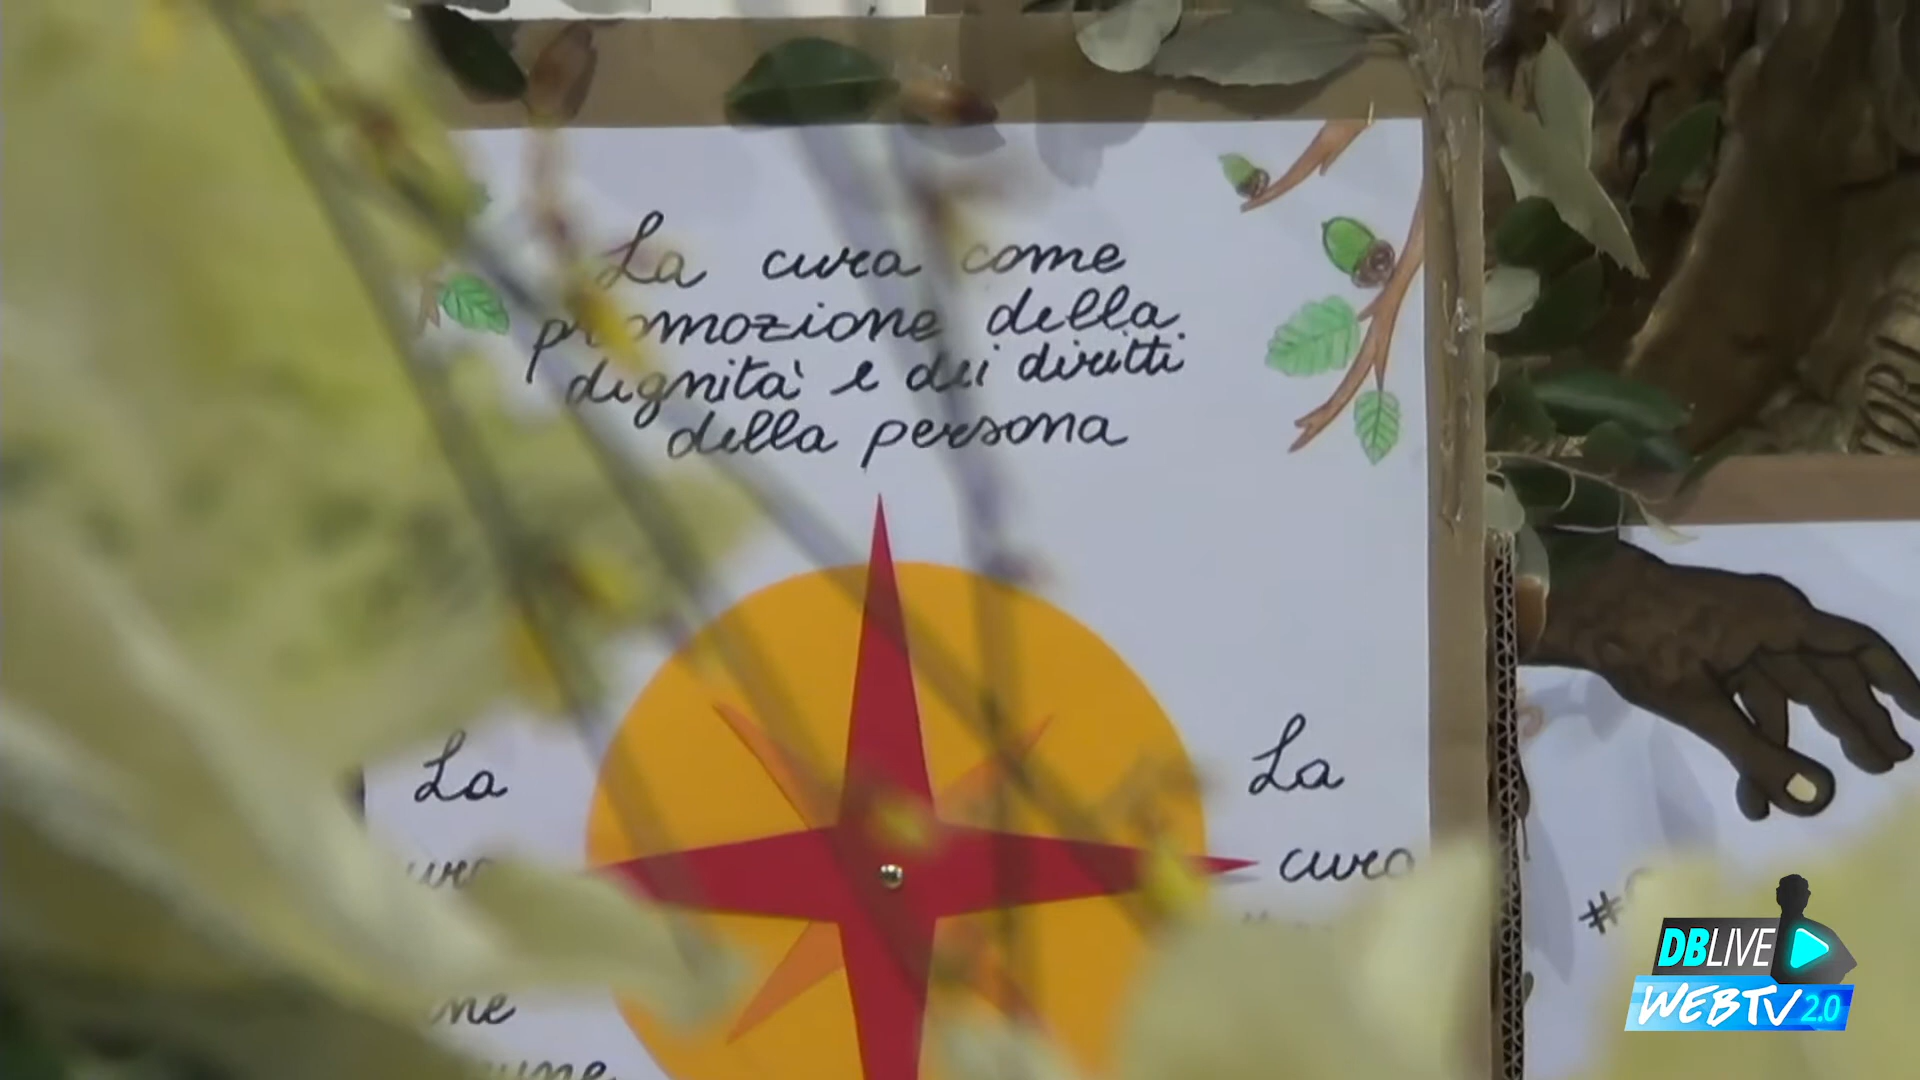 La cura come
promozione della
dignità e dei diritti
della persona
La
La
cura
DBLIVE
WEBTV 2.0